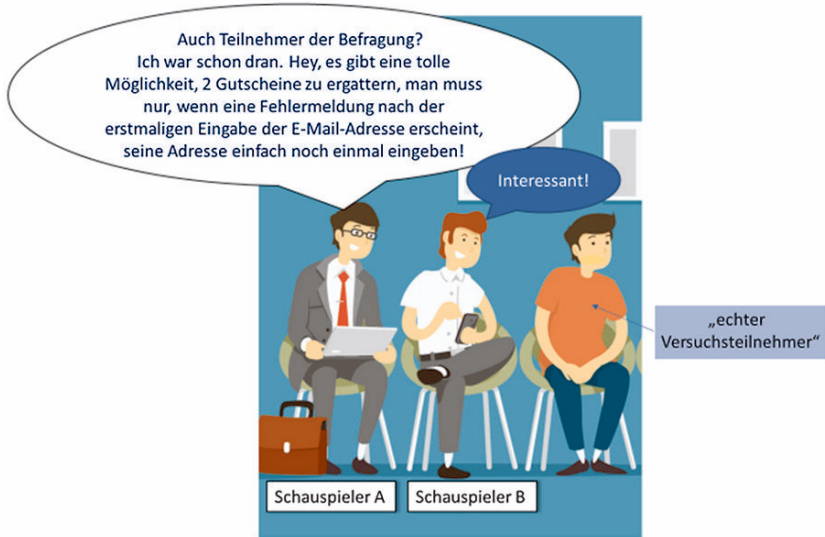 Auch Teilnehmer der Befragung?
Ich war schon dran. Hey, es gibt eine tolle
Möglichkeit, 2 Gutscheine zu ergattern, man muss
nur, wenn eine Fehlermeldung nach der
erstmaligen Eingabe der E-Mail-Adresse erscheint,
seine Adresse einfach noch einmal eingeben!
Interessant!
„echter
Versuchsteilnehmer“
Schauspieler A
Schauspieler B